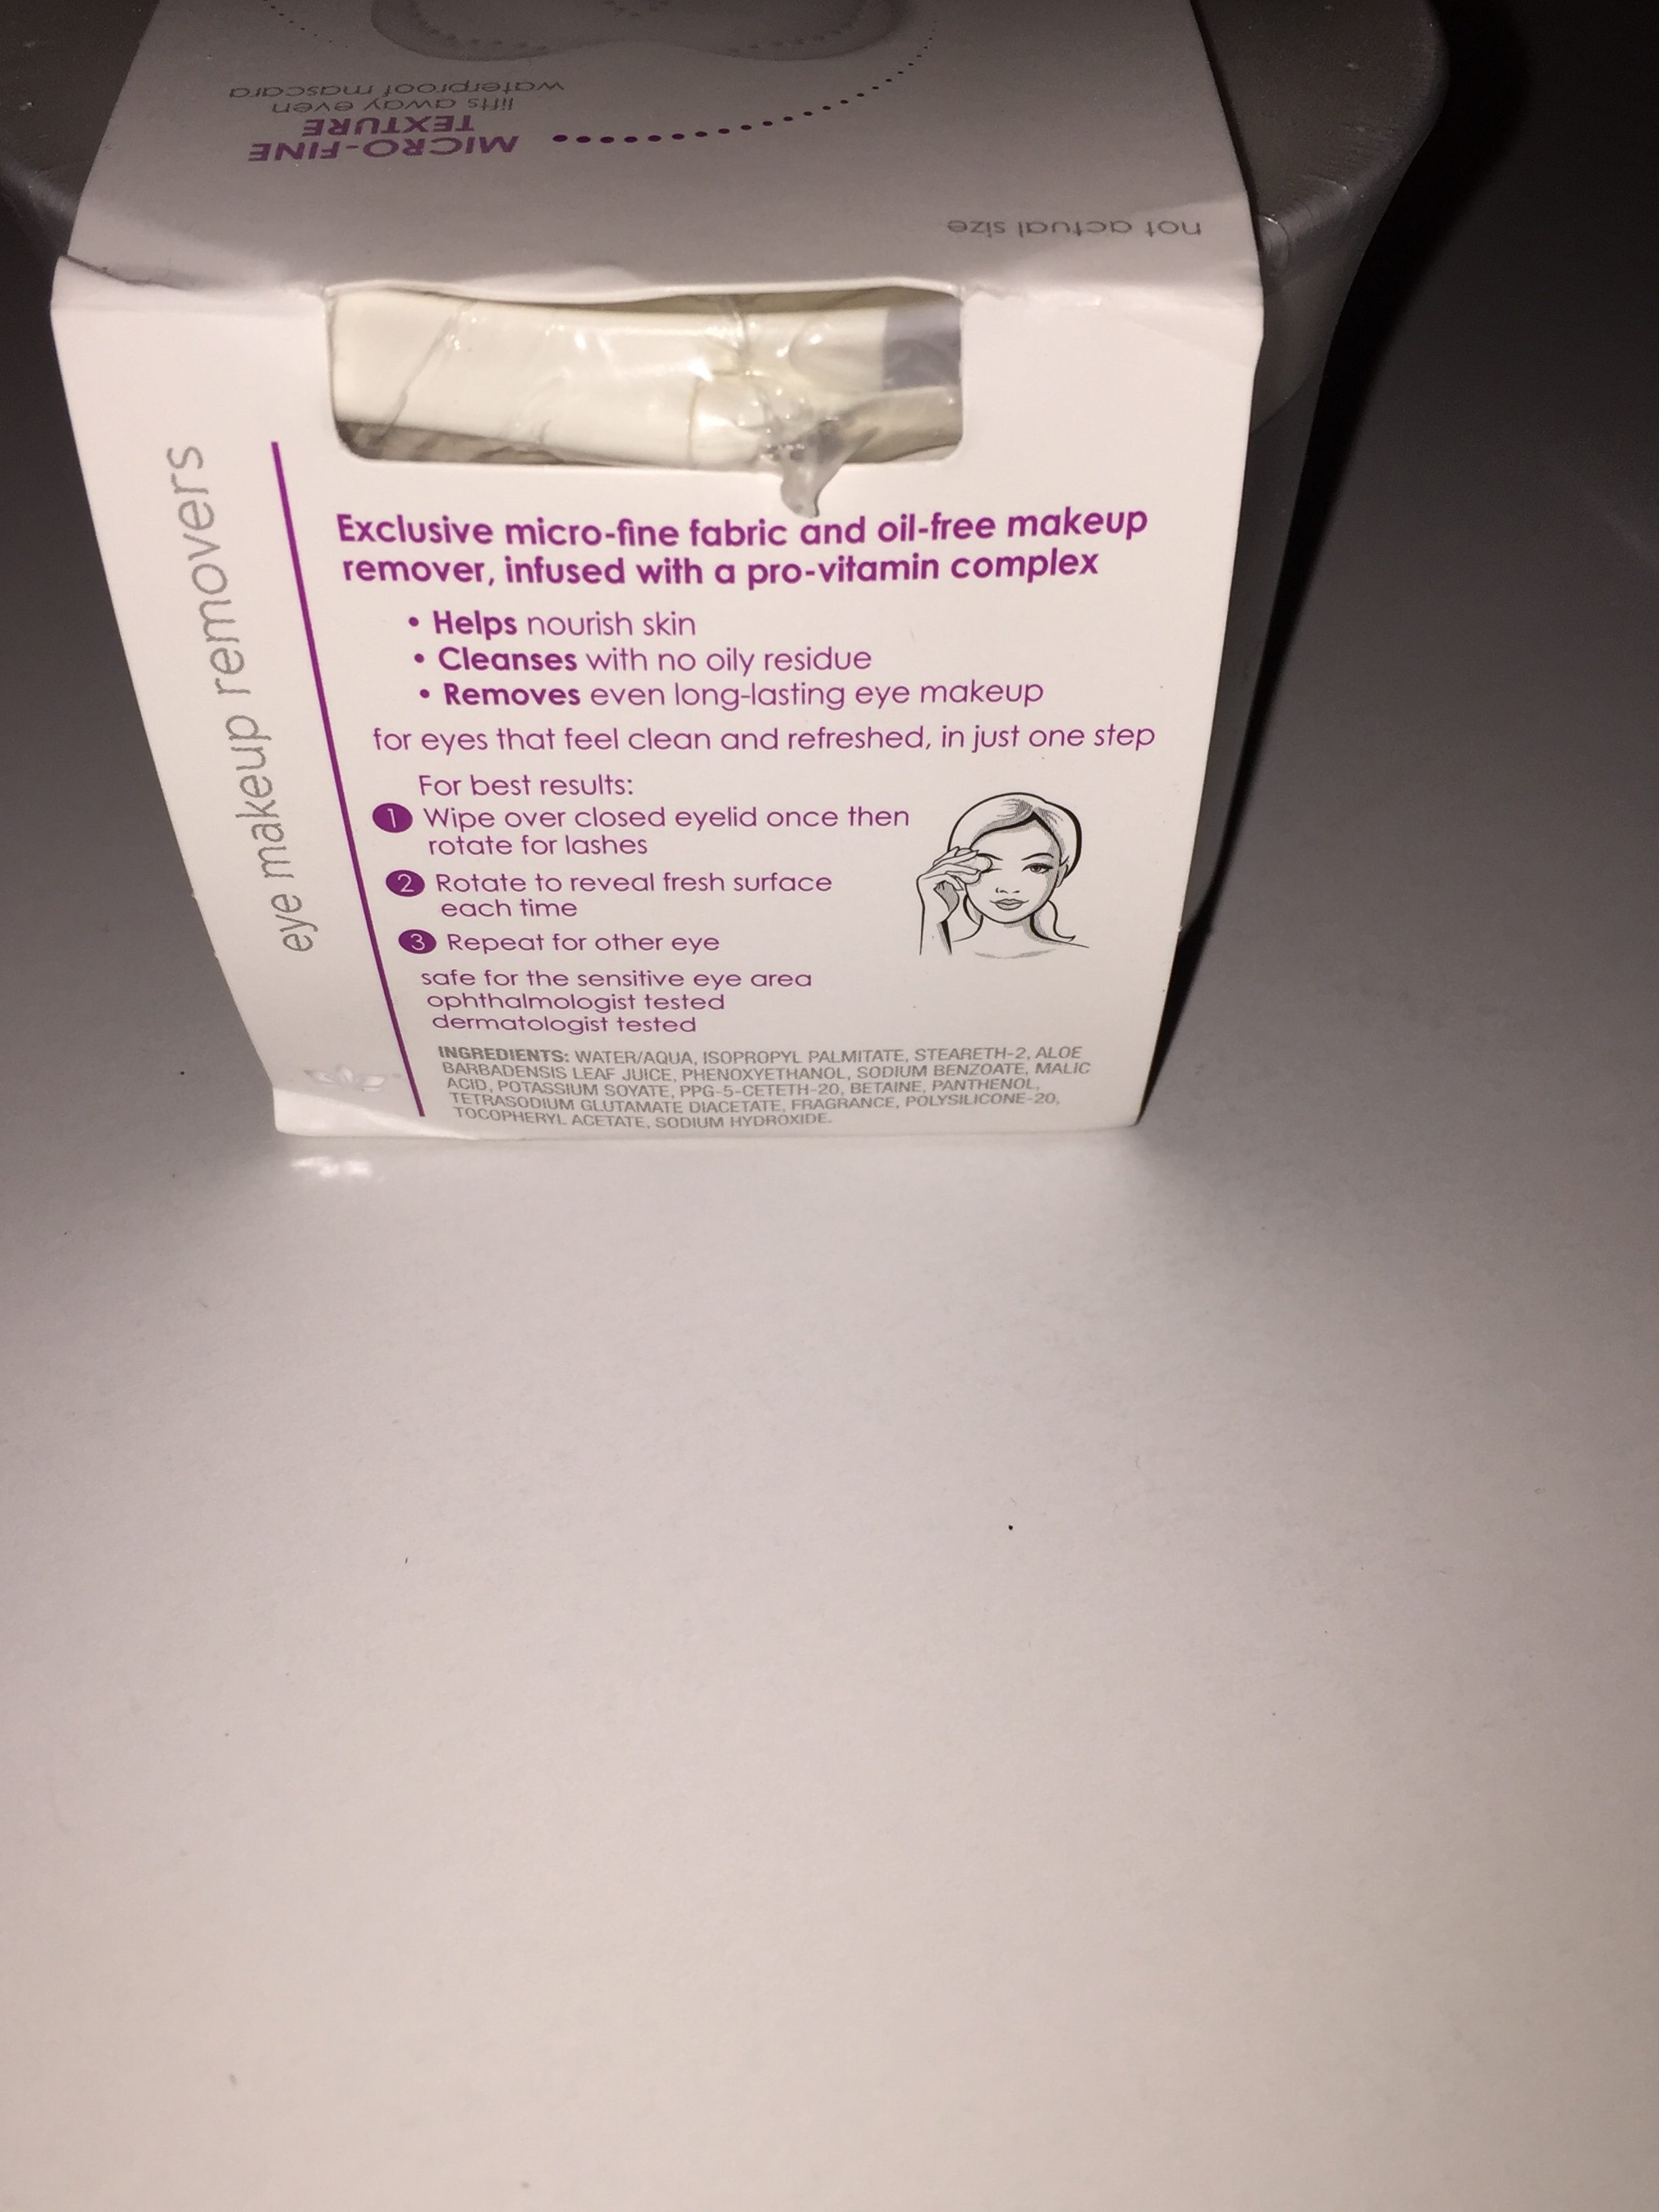 MICRO-FINE
TEXTURE
lifts away even
waterproof mascara
not actual size
eye makeup removers
Exclusive micro-fine fabric and oil-free makeup
remover, infused with a pro-vitamin complex
• Helps nourish skin
• Cleanses with no oily residue
• Removes even long-lasting eye makeup
for eyes that feel clean and refreshed, in just one step
For best results:
1 Wipe over closed eyelid once then
rotate for lashes
2 Rotate to reveal fresh surface
each time
3 Repeat for other eye
safe for the sensitive eye area
ophthalmologist tested
dermatologist tested
INGREDIENTS: WATER/AQUA, ISOPROPYL PALMITATE, STEARETH-2, ALOE
BARBADENSIS LEAF JUICE, PHENOXYETHANOL, SODIUM BENZOATE, MALIC
ACID, POTASSIUM SOYATE, PPG-5-CETETH-20, BETAINE, PANTHENOL,
TETRASODIUM GLUTAMATE DIACETATE, FRAGRANCE, POLYSILICONE-20,
TOCOPHERYL ACETATE, SODIUM HYDROXIDE.